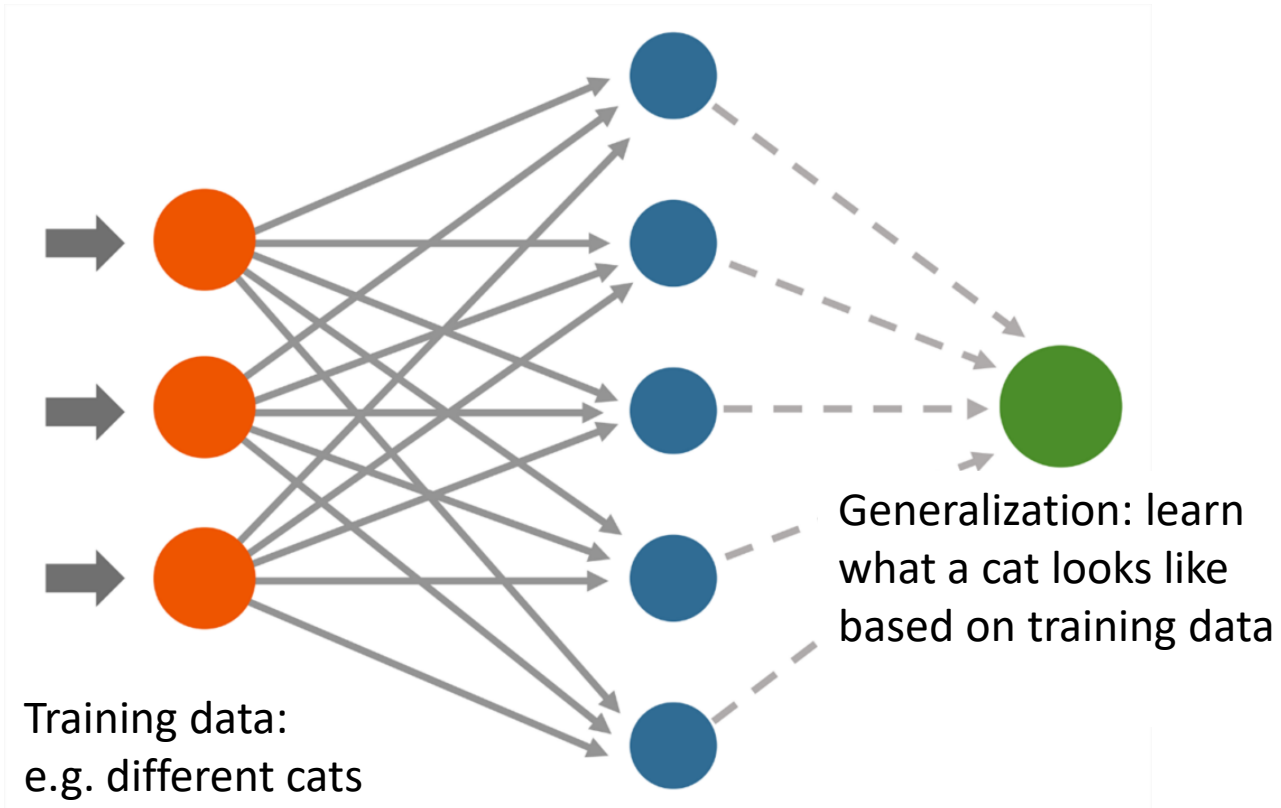 Generalization: learn
what a cat looks like
based on training data
Training data:
e.g. different cats